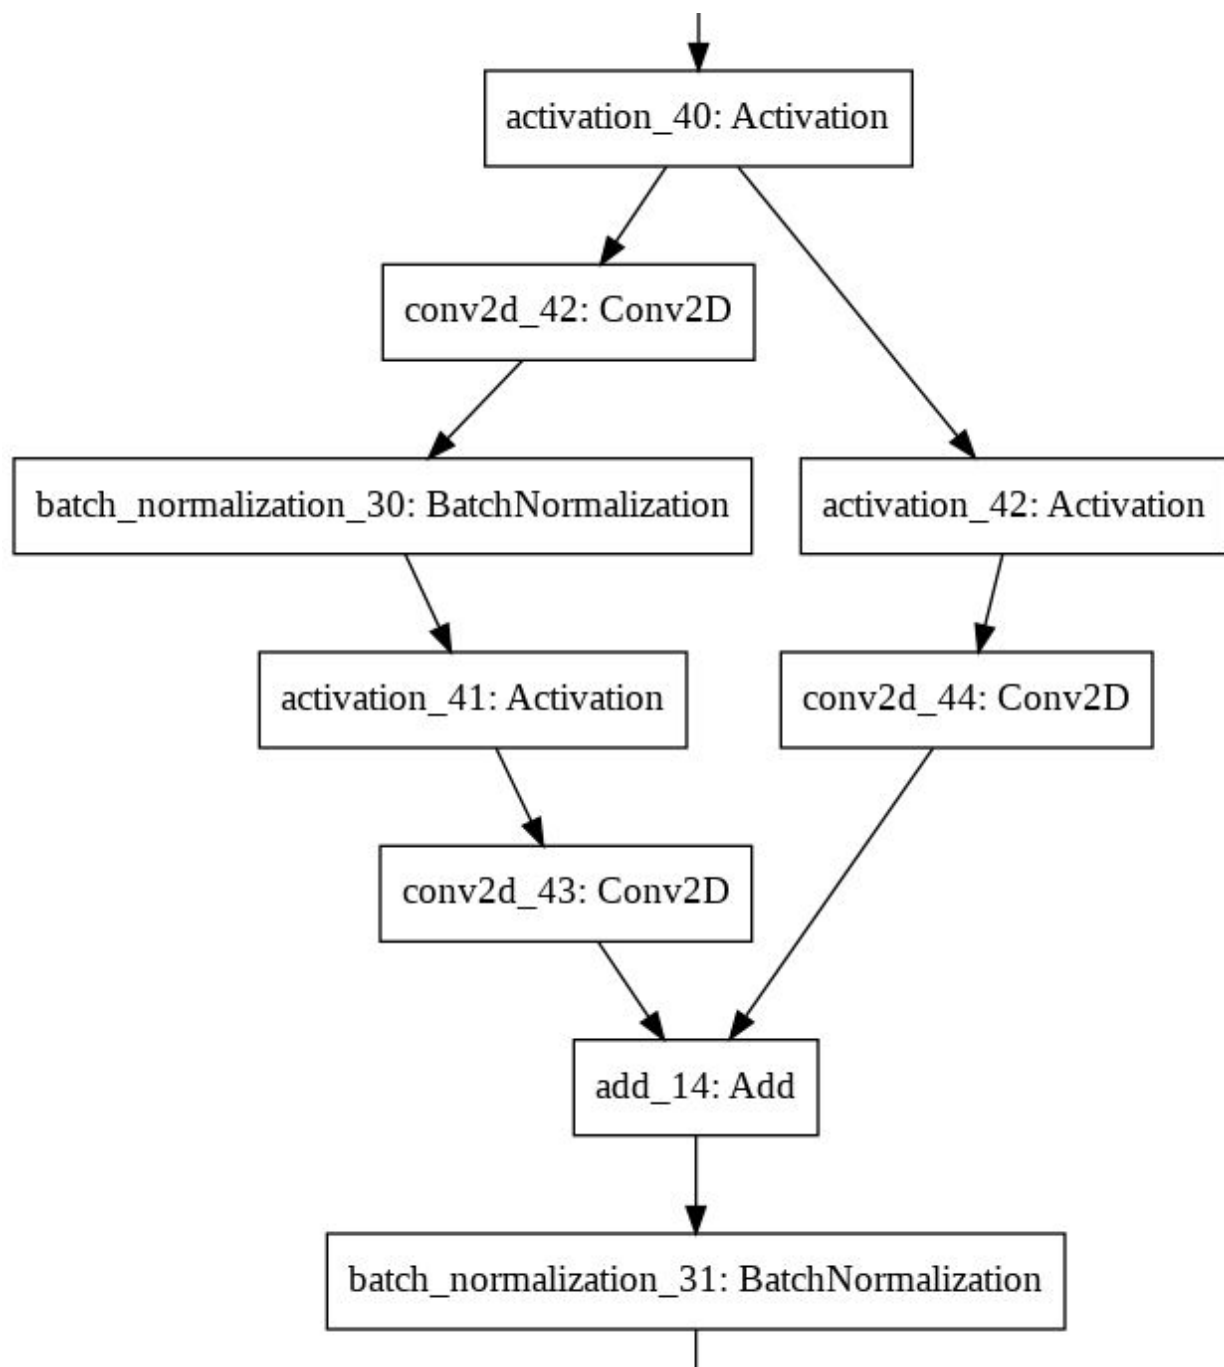 activation_40: Activation
conv2d_42: Conv2D
batch_normalization_30: BatchNormalization
activation_42: Activation
activation_41: Activation
conv2d_44: Conv2D
conv2d_43: Conv2D
add_14: Add
batch_normalization_31: BatchNormalization